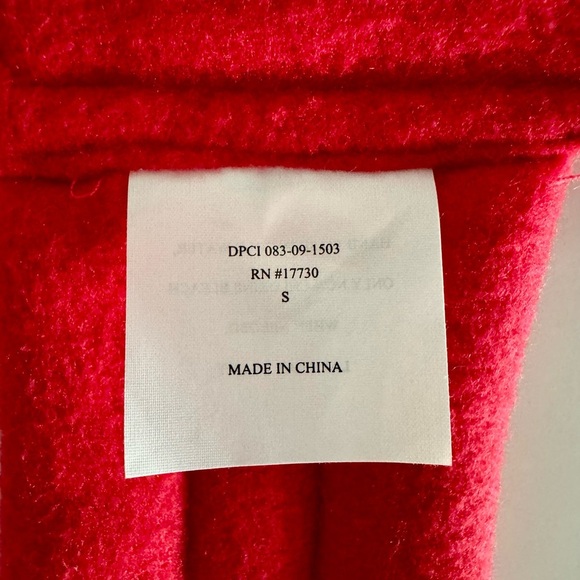 DPCI 083-09-1503
RN #17730
S
MADE IN CHINA